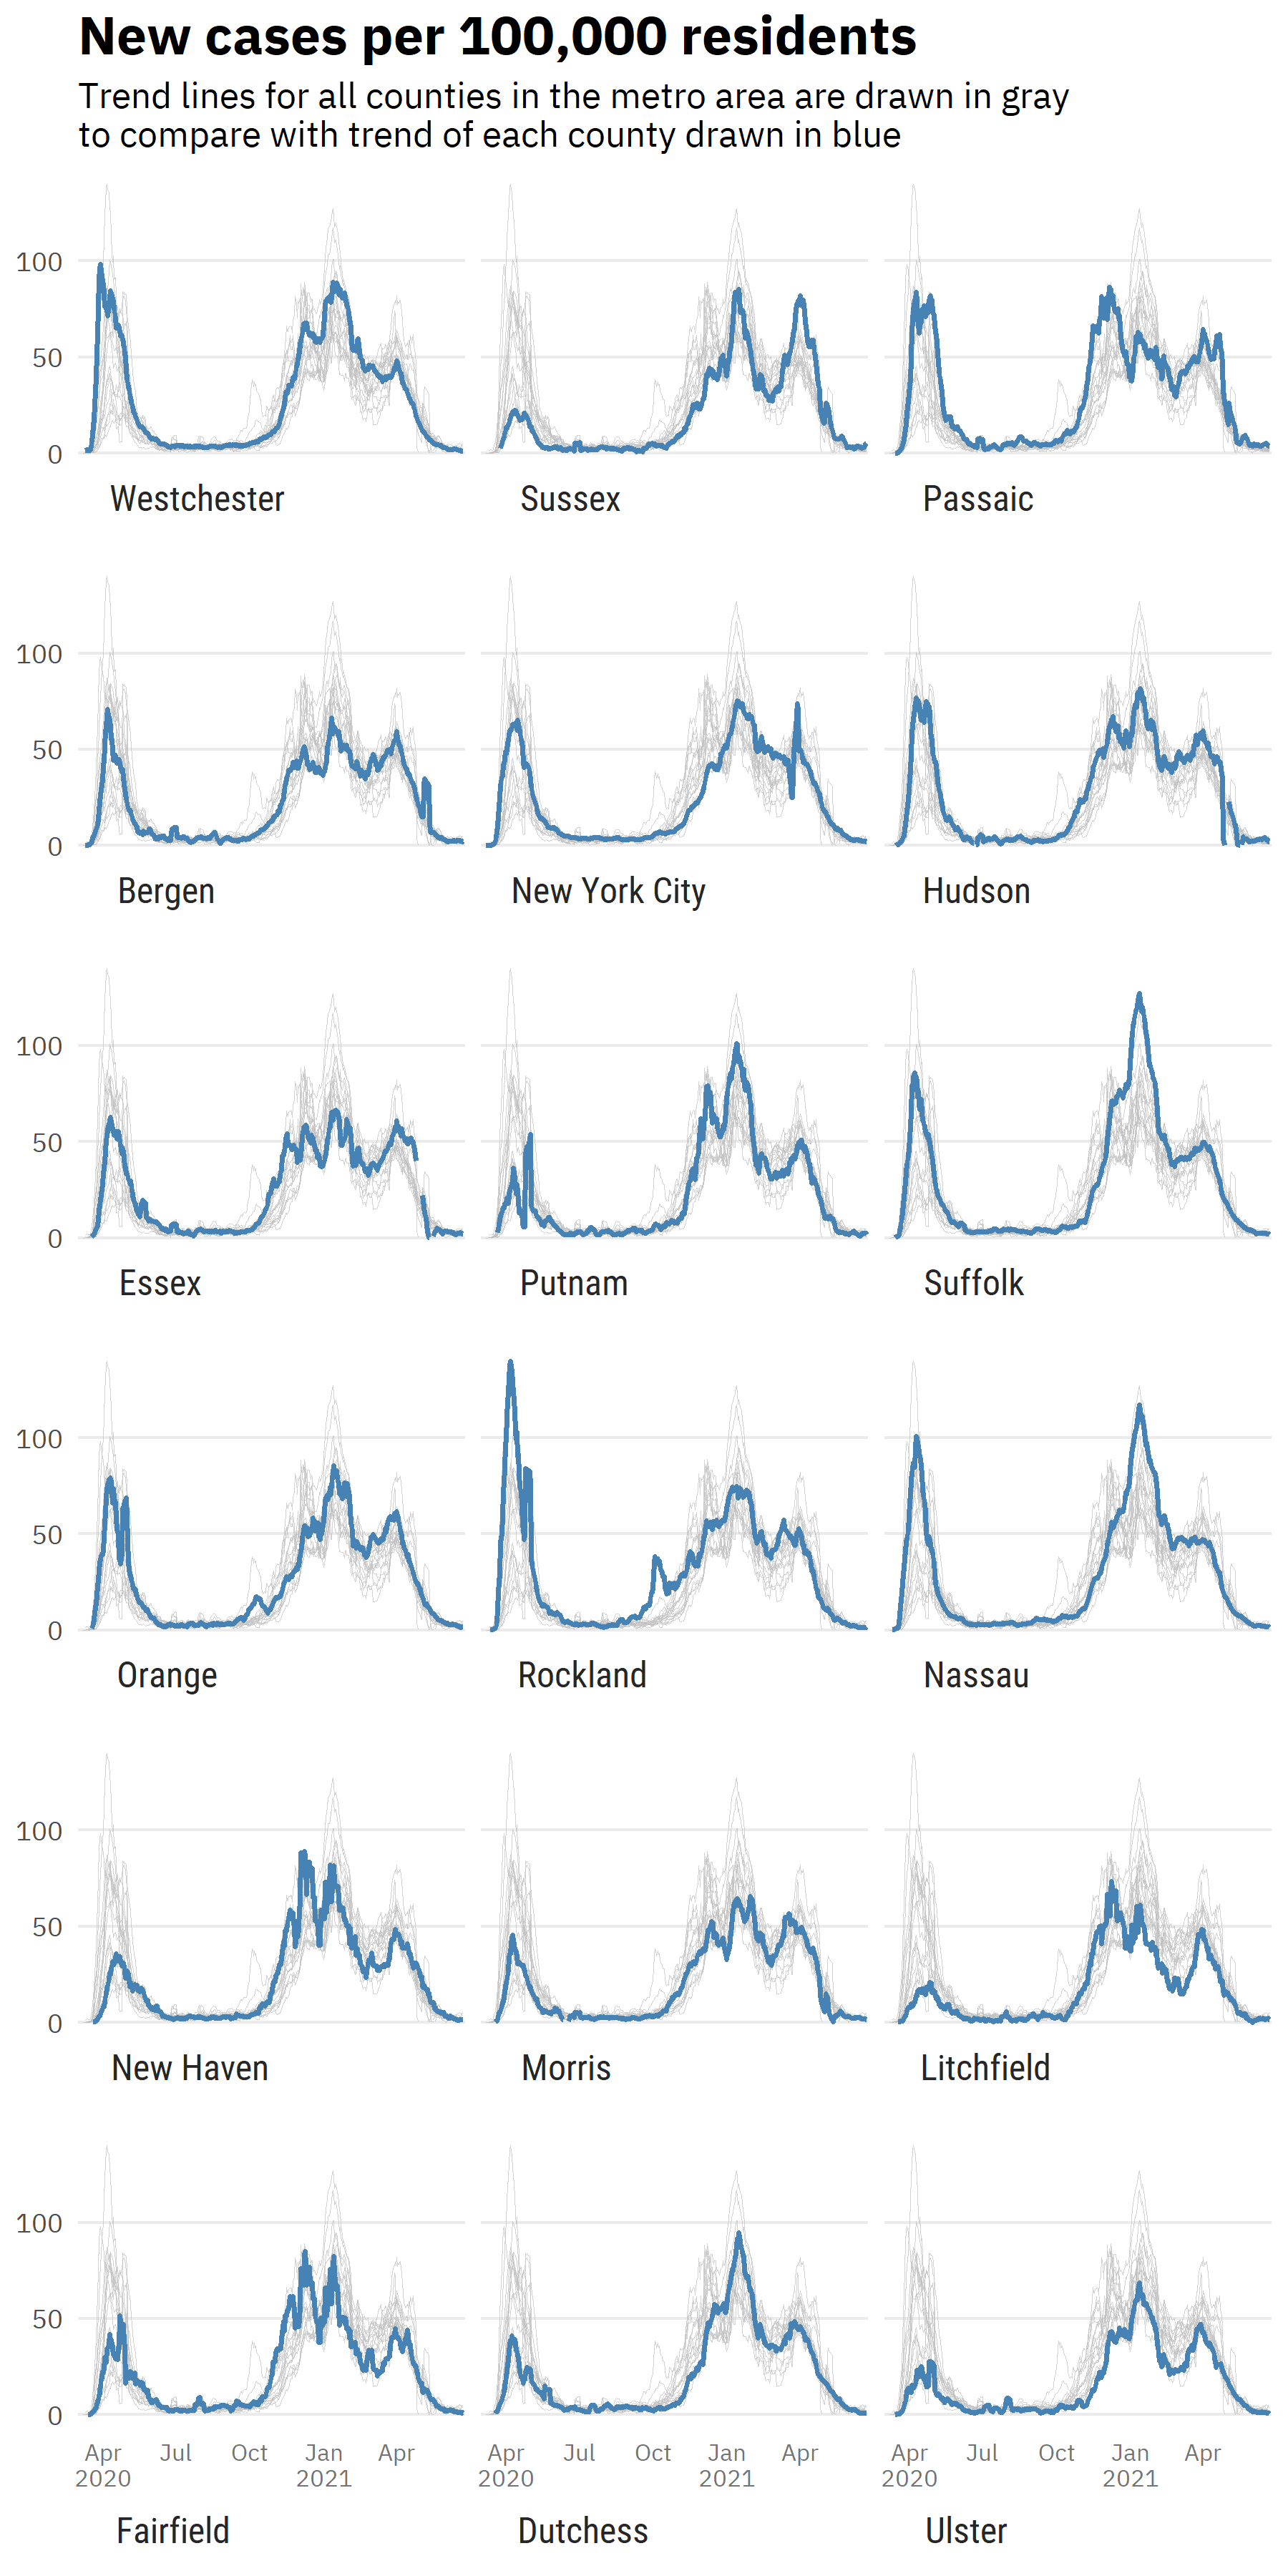 New cases per 100,000 residents
Trend lines for all counties in the metro area are drawn in gray
to compare with trend of each county drawn in blue
100
50
0
Westchester Sussex Passaic
100
50
0
Bergen New York City Hudson
100
50
0
Essex Putnam Suffolk
100
50
0
Orange Rockland Nassau
100
50
0
New Haven Morris Litchfield
100
50
0
Apr Jul Oct Jan Apr Apr Jul Oct Jan Apr Apr Jul Oct Jan Apr
2020 2021 2020 2021 2020 2021
Fairfield Dutchess Ulster